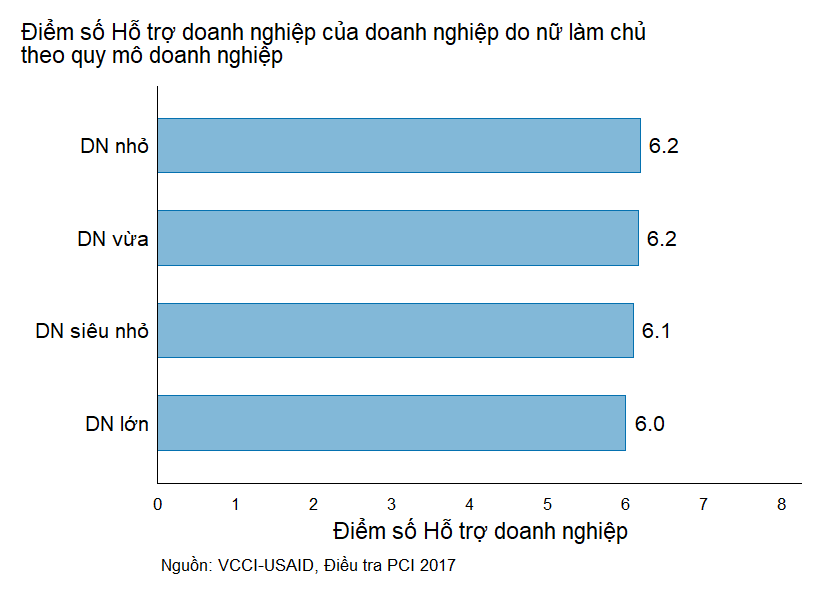 Điểm số Hỗ trợ doanh nghiệp của doanh nghiệp do nữ làm chủ
theo quy mô doanh nghiệp
DN nhỏ 6.2
DN vừa 6.2
DN siêu nhỏ 6.1
DN lớn 6.0
0 1 2 3 4 5 6 7 8
Điểm số Hỗ trợ doanh nghiệp
Nguồn: VCCI-USAID, Điều tra PCI 2017